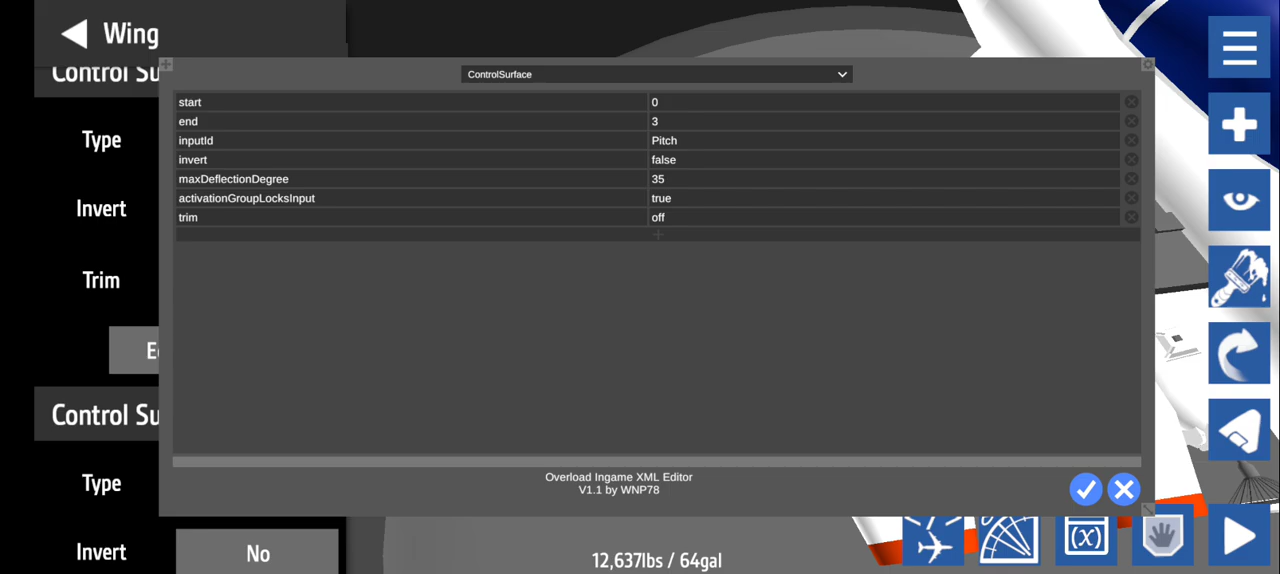 Wing
ControlSurface
Control Su
start 0
end 3
inputId Pitch
invert false
maxDeflectionDegree 35
activationGroupLocksInput true
trim off
Type
Invert
Trim
Control Su
Type
Invert
No
Overload Ingame XML Editor
V1.1 by WNP78
(x)
12,637lbs / 64gal